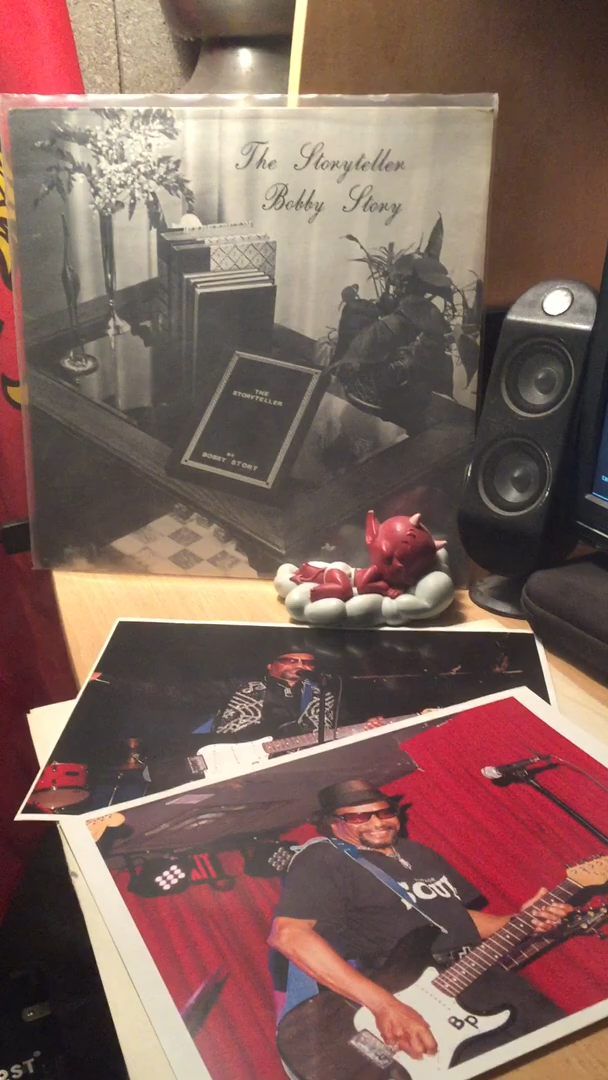 The Storyteller
Bobby Story
THE
STORYTELLER
BY
BOBBY STORY
Bp